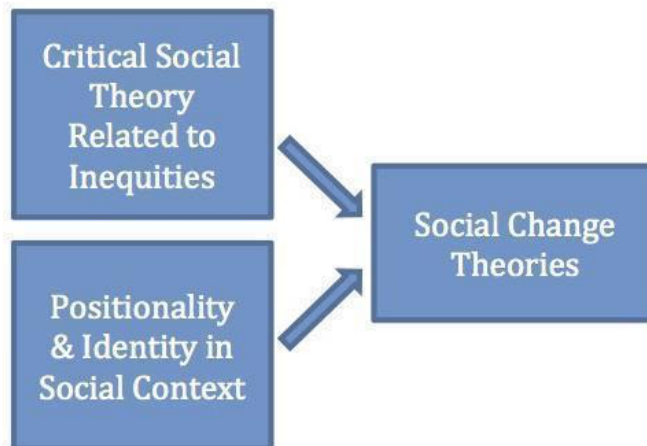 Critical Social
Theory
Related to
Inequities
Social Change
Theories
Positionality
& Identity in
Social Context